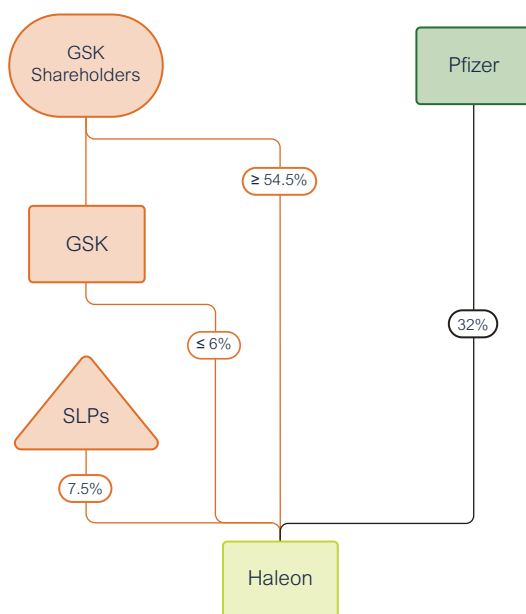 GSK
Shareholders
Pfizer
≥ 54.5%
GSK
32%
≤ 6%
SLPs
7.5%
Haleon